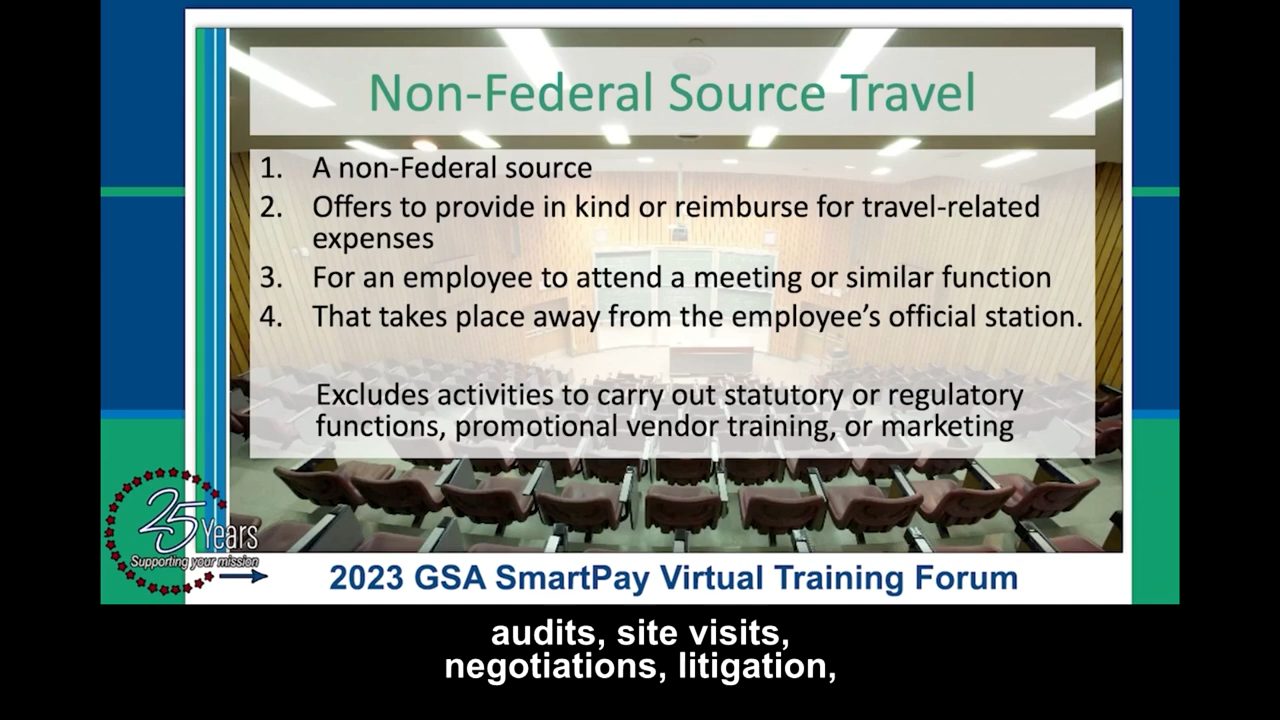 Non-Federal Source Travel
1. A non-Federal source
2. Offers to provide in kind or reimburse for travel-related
expenses
3. For an employee to attend a meeting or similar function
4. That takes place away from the employee's official station.
Excludes activities to carry out statutory or regulatory
functions, promotional vendor training, or marketing
25 Years
Supporting your mission
2023 GSA SmartPay Virtual Training Forum
audits, site visits,
negotiations, litigation,